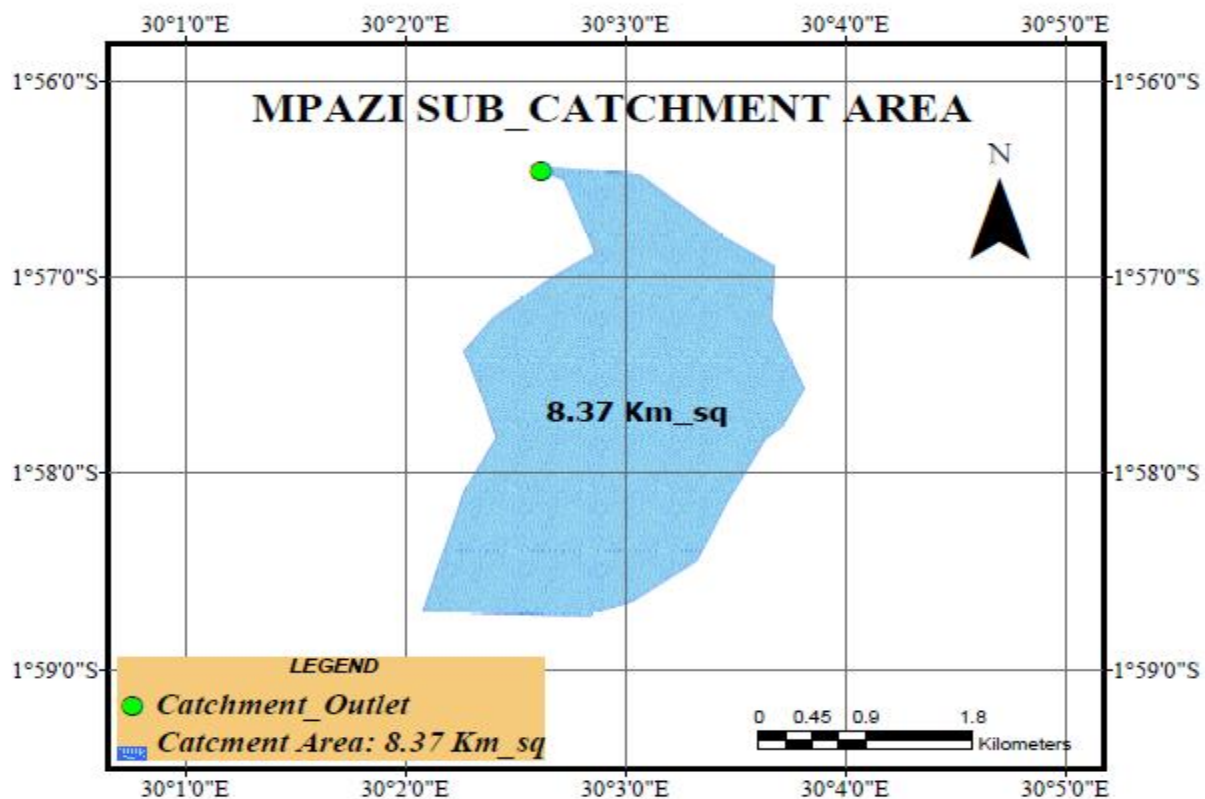 30°1'0"E 30°2'0"E 30°3'0"E 30°4'0"E 30°5'0"E
1°56'0"S 1°56'0"S
MPAZI SUB_CATCHMENT AREA
N
1°57'0"S 1°57'0"S
8.37 Km_sq
1°58'0"S 1°58'0"S
1°59'0"S 1°59'0"S
LEGEND
Catchment_Outlet
Catcment Area: 8.37 Km_sq
0 0.45 0.9 1.8
Kilometers
30°1'0"E 30°2'0"E 30°3'0"E 30°4'0"E 30°5'0"E